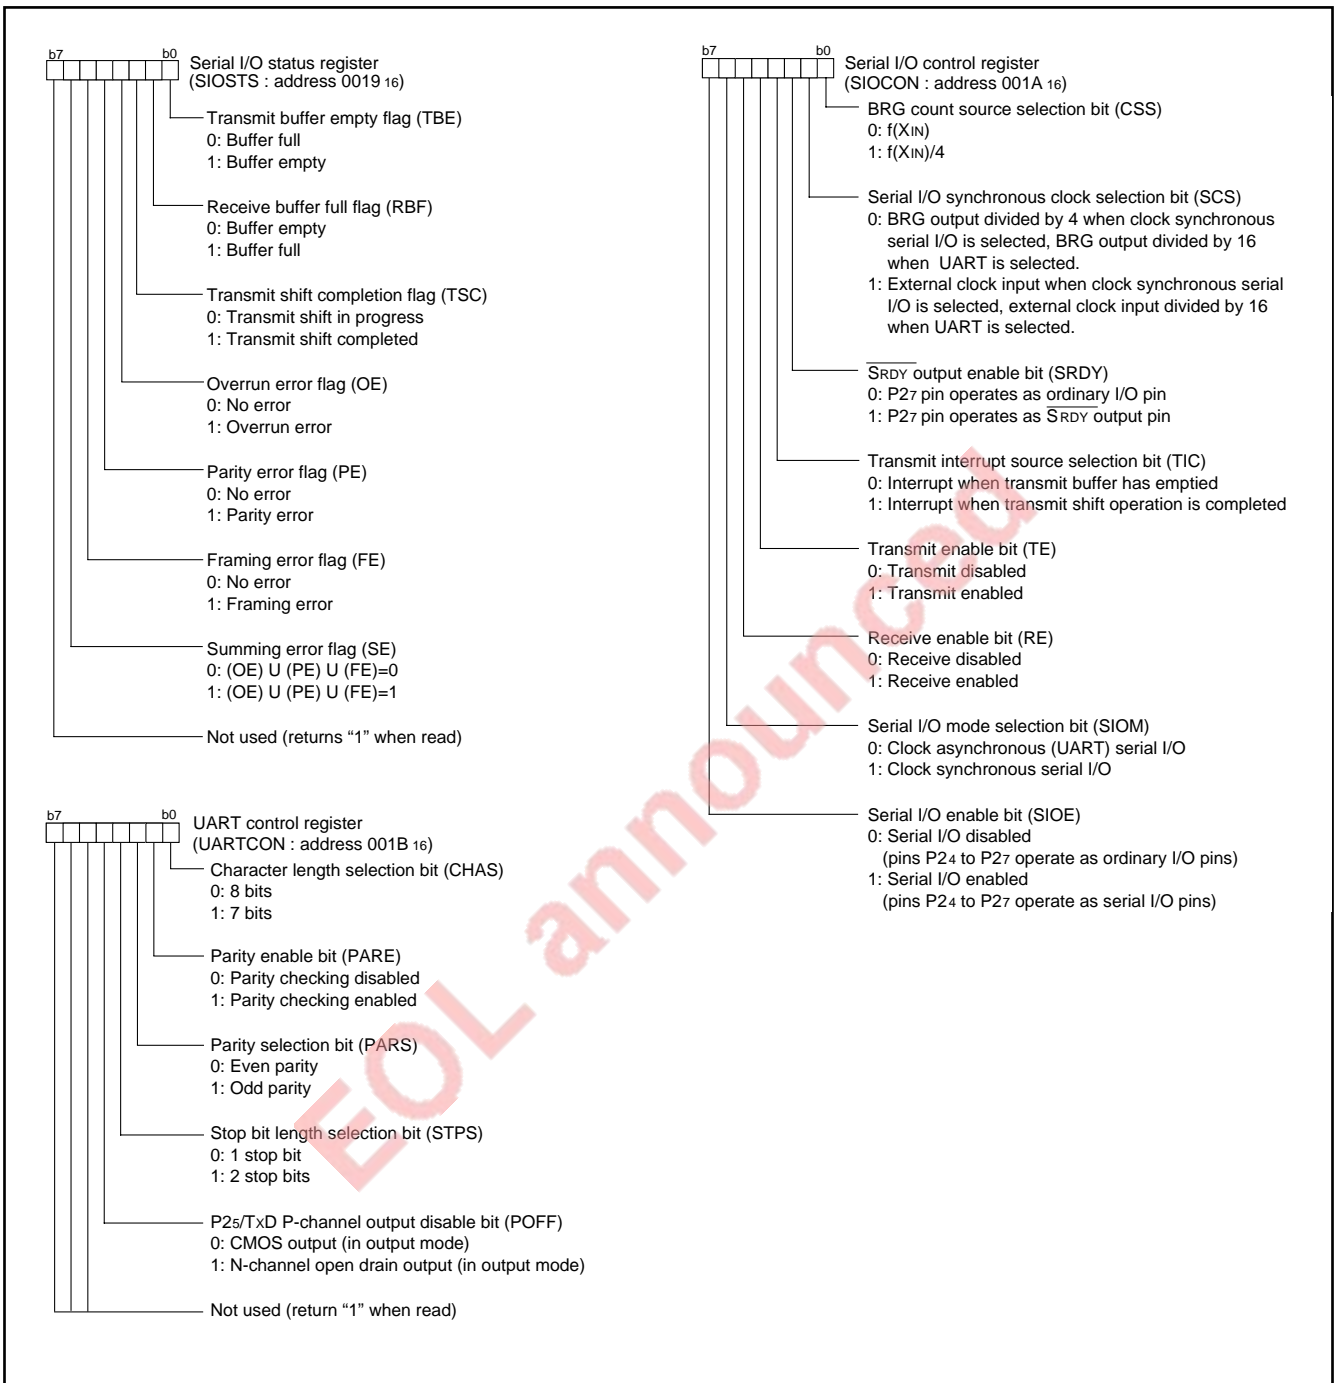 b7 b0 Serial I/O status register
(SIOSTS : address 0019 16)
Transmit buffer empty flag (TBE)
0: Buffer full
1: Buffer empty
Receive buffer full flag (RBF)
0: Buffer empty
1: Buffer full
Transmit shift completion flag (TSC)
0: Transmit shift in progress
1: Transmit shift completed
Overrun error flag (OE)
0: No error
1: Overrun error
Parity error flag (PE)
0: No error
1: Parity error
Framing error flag (FE)
0: No error
1: Framing error
Summing error flag (SE)
0: (OE) U (PE) U (FE)=0
1: (OE) U (PE) U (FE)=1
Not used (returns “1” when read)
b7 b0 UART control register
(UARTCON : address 001B 16)
Character length selection bit (CHAS)
0: 8 bits
1: 7 bits
Parity enable bit (PARE)
0: Parity checking disabled
1: Parity checking enabled
Parity selection bit (PARS)
0: Even parity
1: Odd parity
Stop bit length selection bit (STPS)
0: 1 stop bit
1: 2 stop bits
P25/TXD P-channel output disable bit (POFF)
0: CMOS output (in output mode)
1: N-channel open drain output (in output mode)
Not used (return “1” when read)
b7 b0 Serial I/O control register
(SIOCON : address 001A 16)
BRG count source selection bit (CSS)
0: f(XIN)
1: f(XIN)/4
Serial I/O synchronous clock selection bit (SCS)
0: BRG output divided by 4 when clock synchronous
serial I/O is selected, BRG output divided by 16
when UART is selected.
1: External clock input when clock synchronous serial
I/O is selected, external clock input divided by 16
when UART is selected.
SRDY output enable bit (SRDY)
0: P27 pin operates as ordinary I/O pin
1: P27 pin operates as SRDY output pin
Transmit interrupt source selection bit (TIC)
0: Interrupt when transmit buffer has emptied
1: Interrupt when transmit shift operation is completed
Transmit enable bit (TE)
0: Transmit disabled
1: Transmit enabled
Receive enable bit (RE)
0: Receive disabled
1: Receive enabled
Serial I/O mode selection bit (SIOM)
0: Clock asynchronous (UART) serial I/O
1: Clock synchronous serial I/O
Serial I/O enable bit (SIOE)
0: Serial I/O disabled
(pins P24 to P27 operate as ordinary I/O pins)
1: Serial I/O enabled
(pins P24 to P27 operate as serial I/O pins)
EOL announced